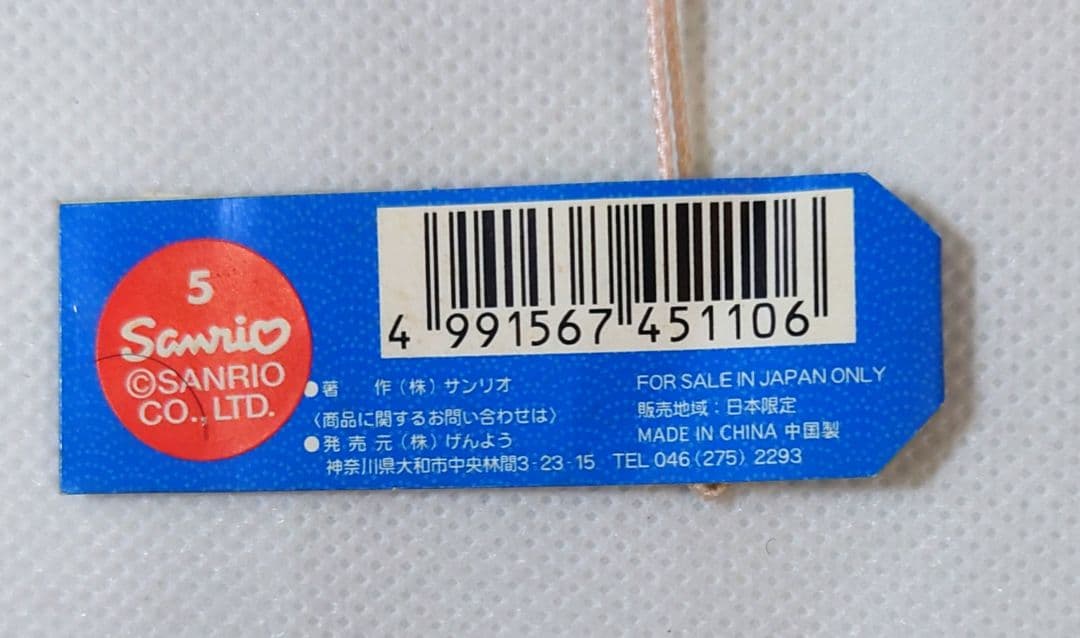 5
Sanrio
©SANRIO
CO., LTD.
4 991567 451106
●著 作(株)サンリオ
〈商品に関するお問い合わせは〉
●発売元(株)げんよう
神奈川県大和市中央林間3-23-15 TEL 046(275)2293
FOR SALE IN JAPAN ONLY
販売地域:日本限定
MADE IN CHINA 中国製